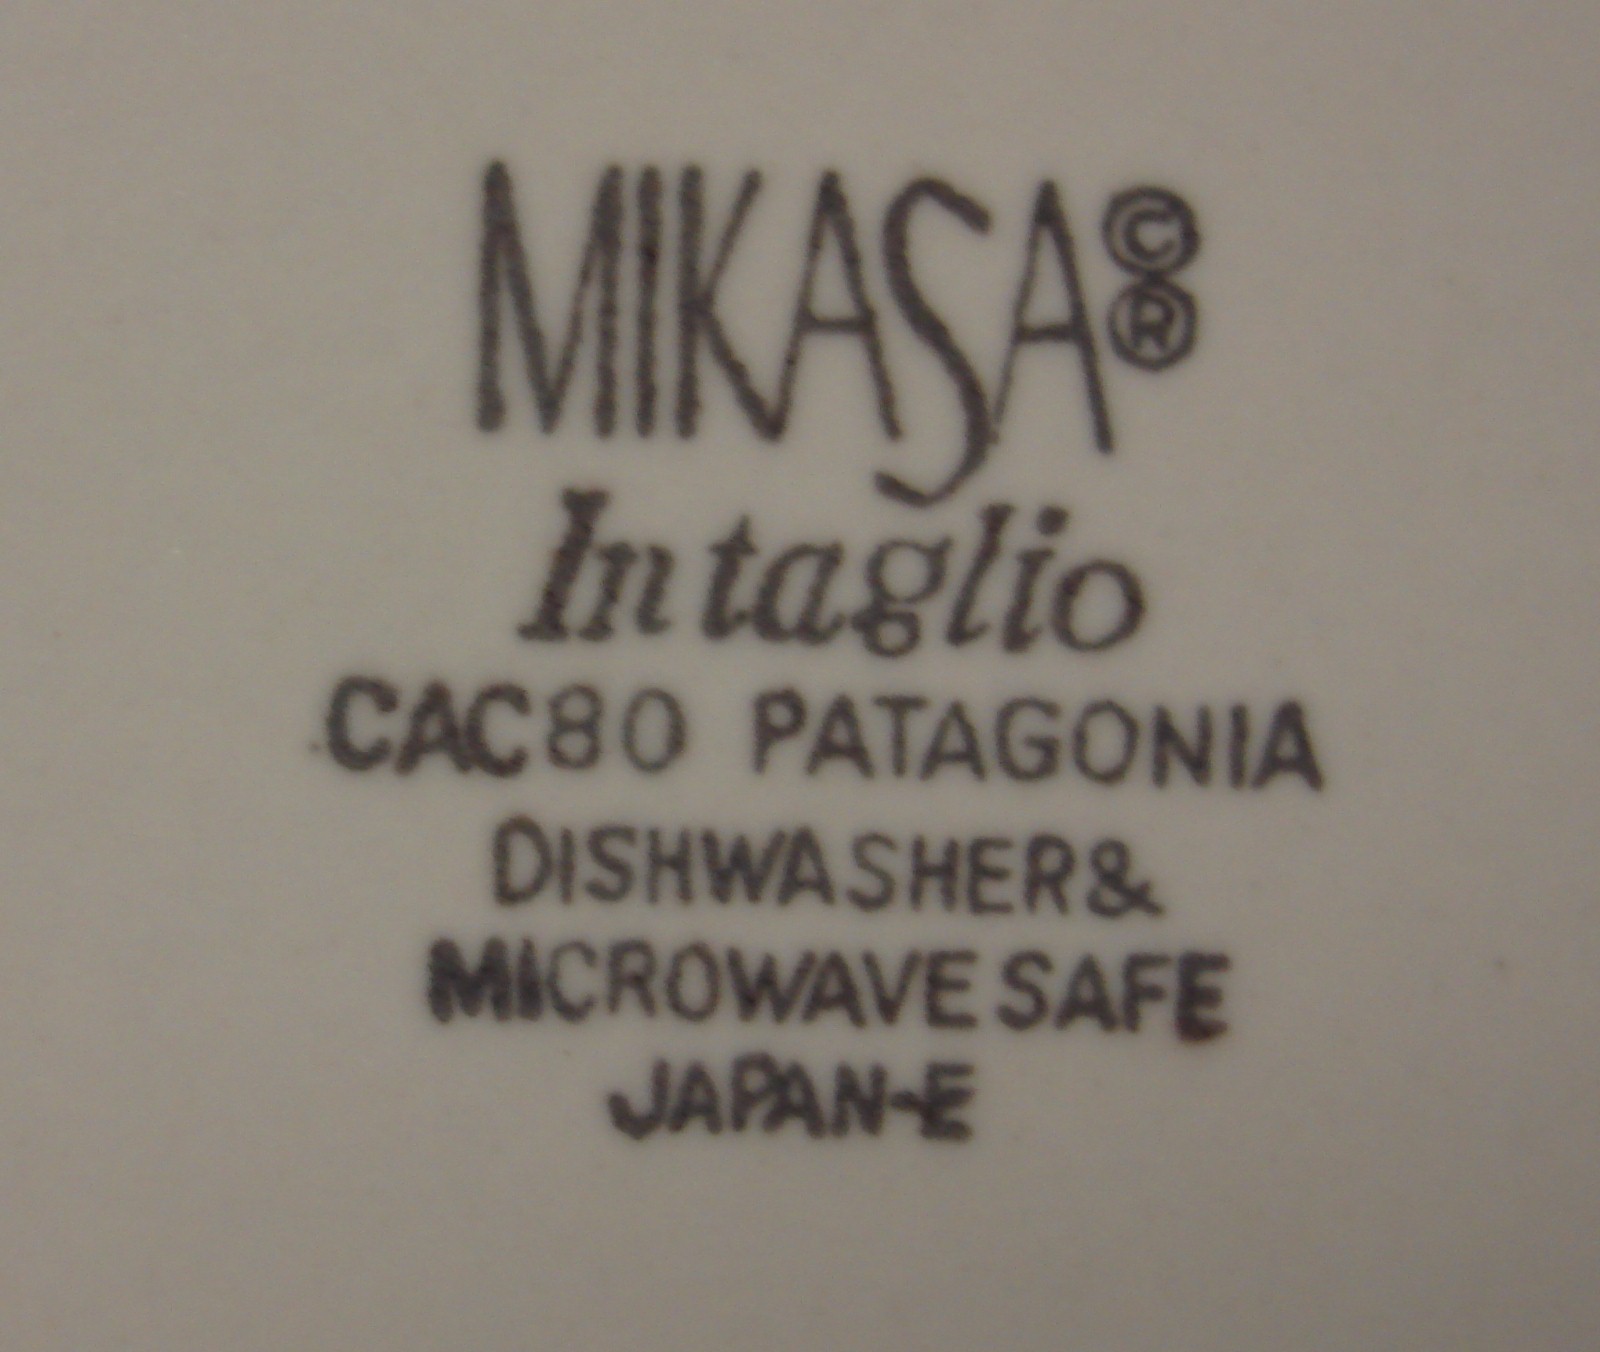 MIKASA©®
Intaglio
CAC80 PATAGONIA
DISHWASHER&
MICROWAVE SAFE
JAPAN-E